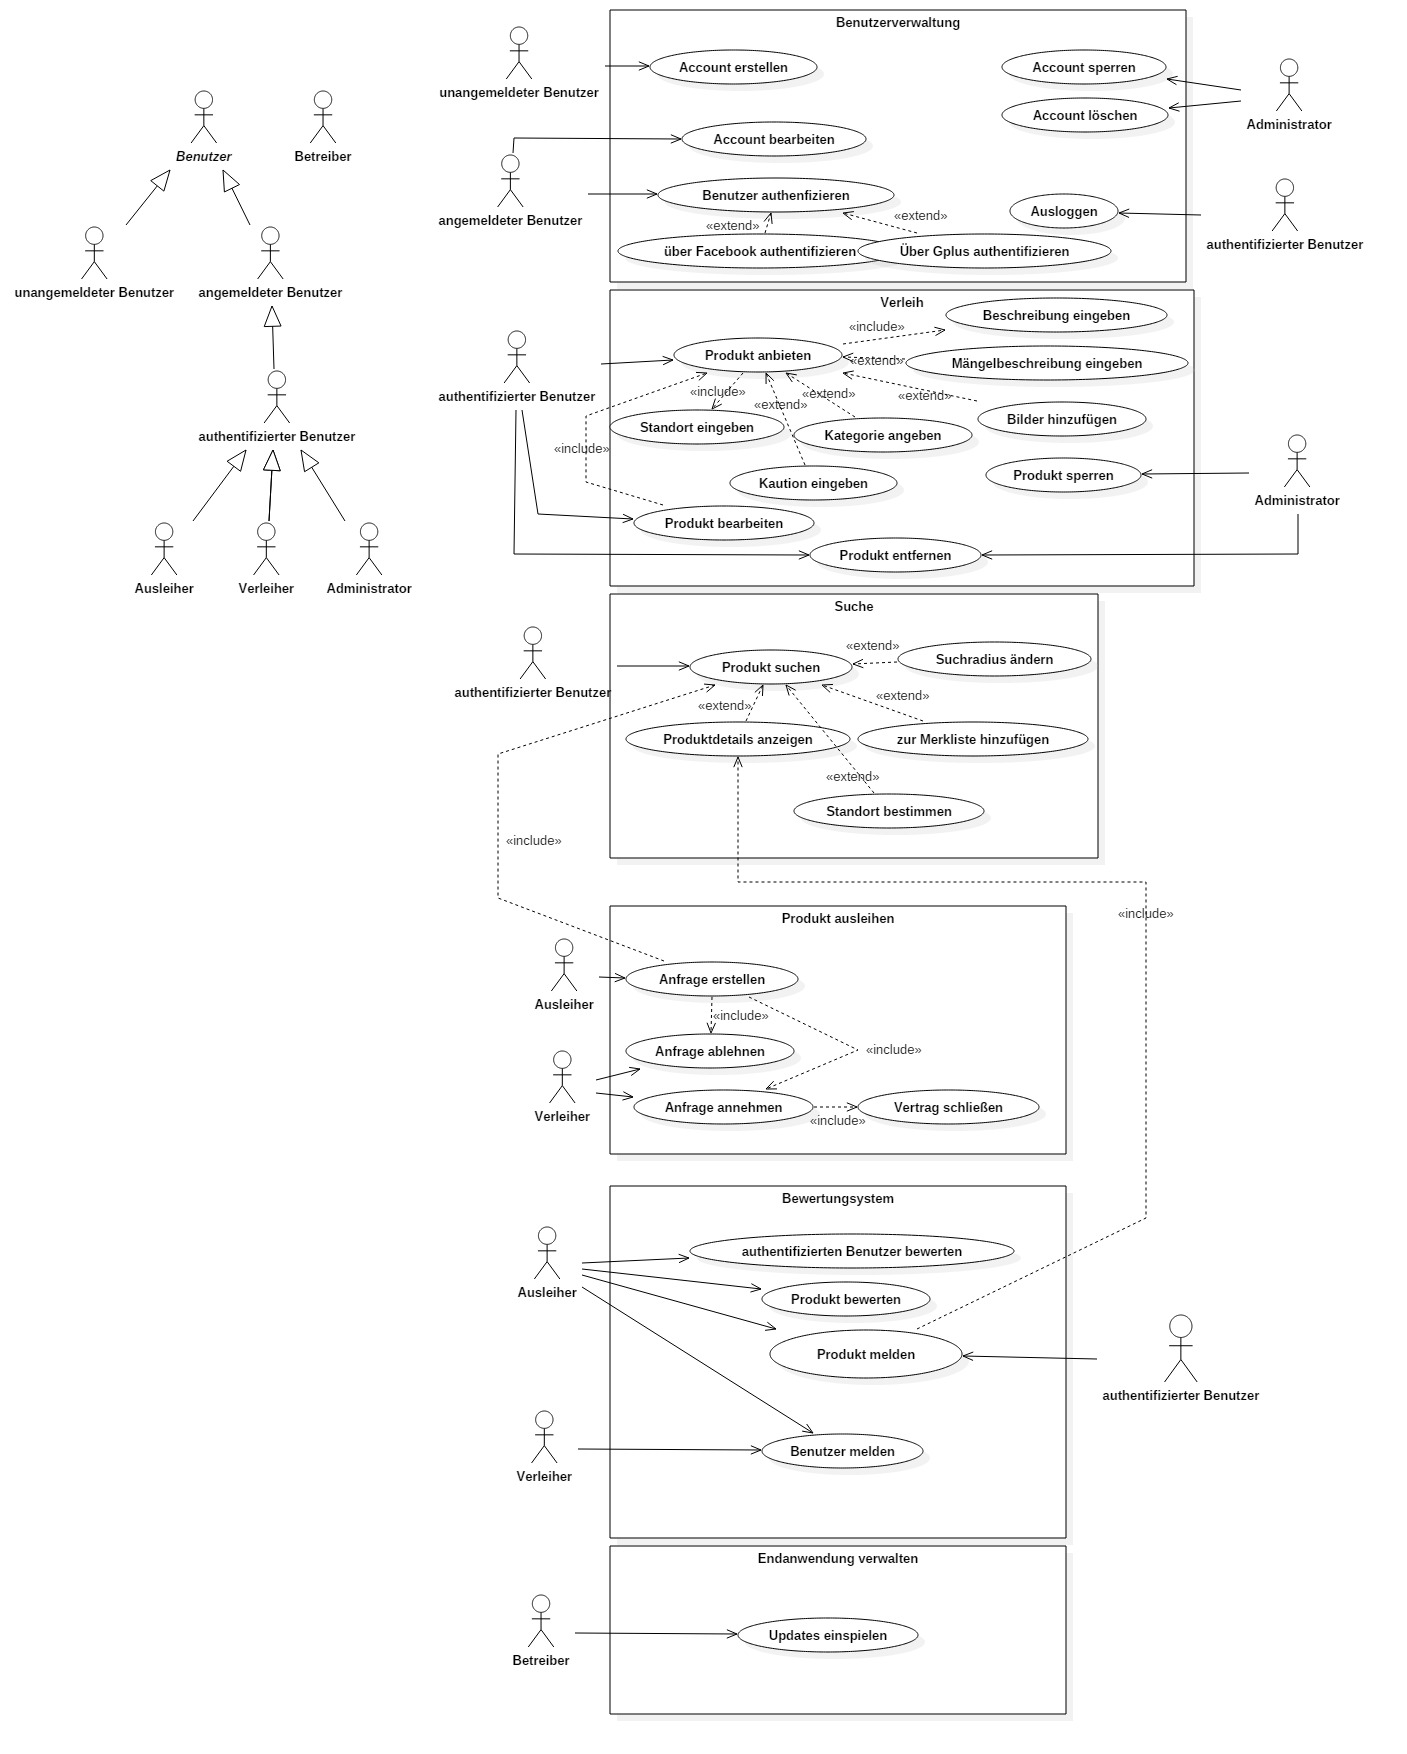 Benutzer
Betreiber
unangemeldeter Benutzer
angemeldeter Benutzer
authentifizierter Benutzer
Ausleiher
Verleiher
Administrator
Benutzerverwaltung
unangemeldeter Benutzer
Account erstellen
Account sperren
Account löschen
Administrator
Account bearbeiten
angemeldeter Benutzer
Benutzer authenfizieren
«extend»
«extend»
Ausloggen
authentifizierter Benutzer
über Facebook authentifizieren
Über Gplus authentifizieren
Verleih
Beschreibung eingeben
«include»
Produkt anbieten
«extend»
Mängelbeschreibung eingeben
authentifizierter Benutzer
«include»
«extend»
«extend»
«extend»
Bilder hinzufügen
Standort eingeben
Kategorie angeben
«include»
Kaution eingeben
Produkt sperren
Administrator
Produkt bearbeiten
Produkt entfernen
Suche
authentifizierter Benutzer
Produkt suchen
«extend»
Suchradius ändern
«extend»
«extend»
Produktdetails anzeigen
zur Merkliste hinzufügen
«extend»
Standort bestimmen
«include»
«include»
Produkt ausleihen
Ausleiher
Anfrage erstellen
«include»
Anfrage ablehnen
«include»
Verleiher
Anfrage annehmen
«include»
Vertrag schließen
Bewertungsystem
Ausleiher
authentifizierten Benutzer bewerten
Produkt bewerten
Produkt melden
authentifizierter Benutzer
Verleiher
Benutzer melden
Endanwendung verwalten
Betreiber
Updates einspielen